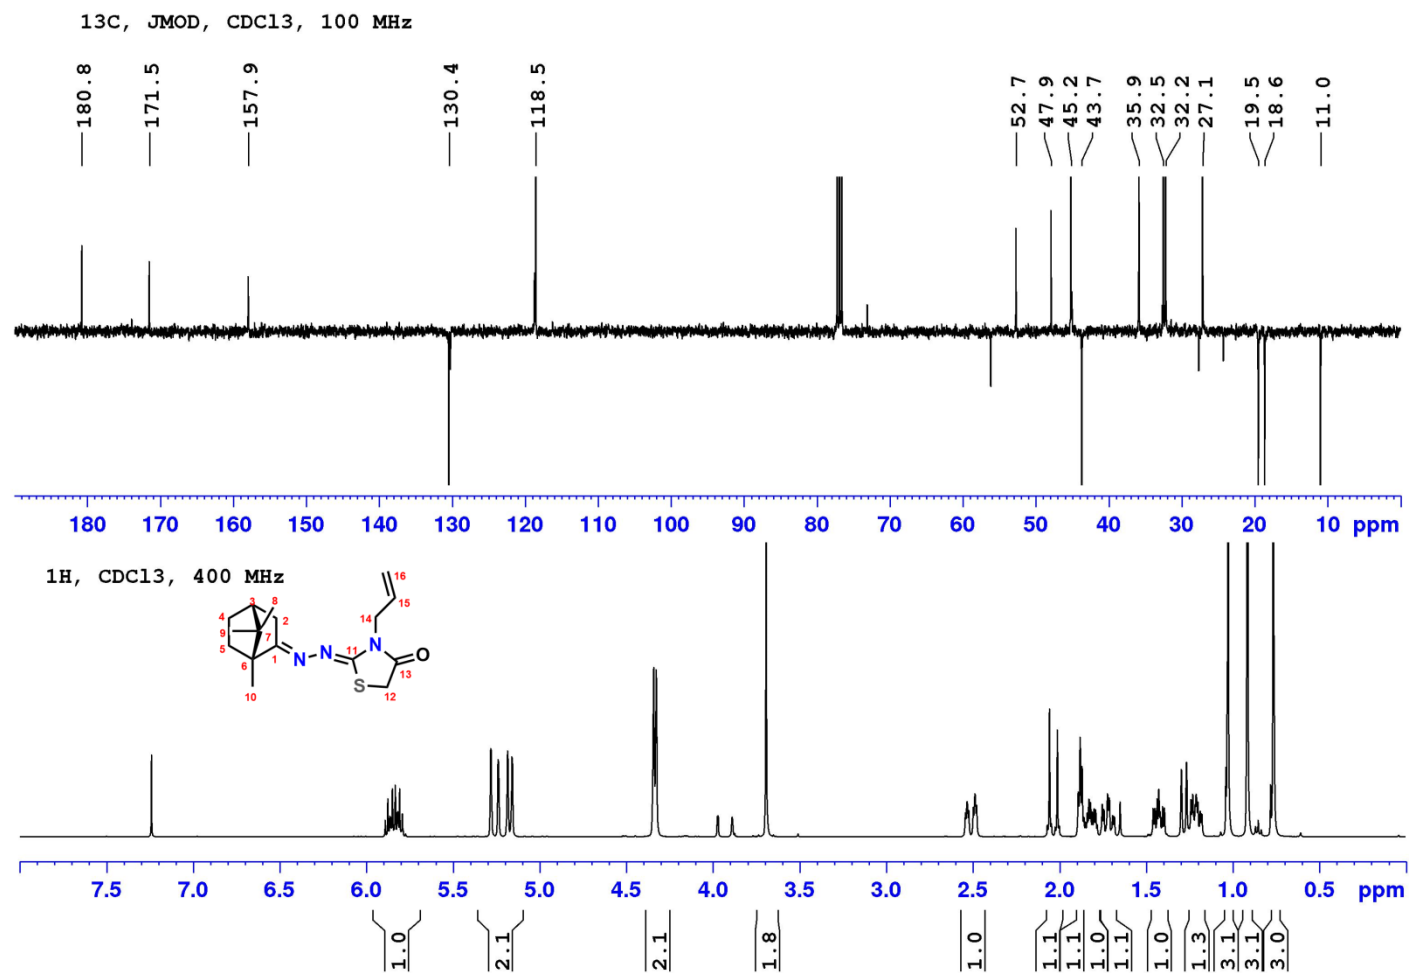 13C, JMOD, CDCl3, 100 MHz
180.8 171.5 157.9 130.4 118.5 52.7 47.9 45.2 43.7 35.9 32.5 32.2 27.1 19.5 18.6 11.0
180 170 160 150 140 130 120 110 100 90 80 70 60 50 40 30 20 10 ppm
1H, CDCl3, 400 MHz
16
15
14
3
8
4
2
9
7
5
6
1
10
N
N
11
N
O
13
S
12
7.5 7.0 6.5 6.0 5.5 5.0 4.5 4.0 3.5 3.0 2.5 2.0 1.5 1.0 0.5 ppm
1.0 2.1 2.1 1.8 1.0 1.1 1.1 1.0 1.1 1.0 1.3 3.1 3.1 3.0